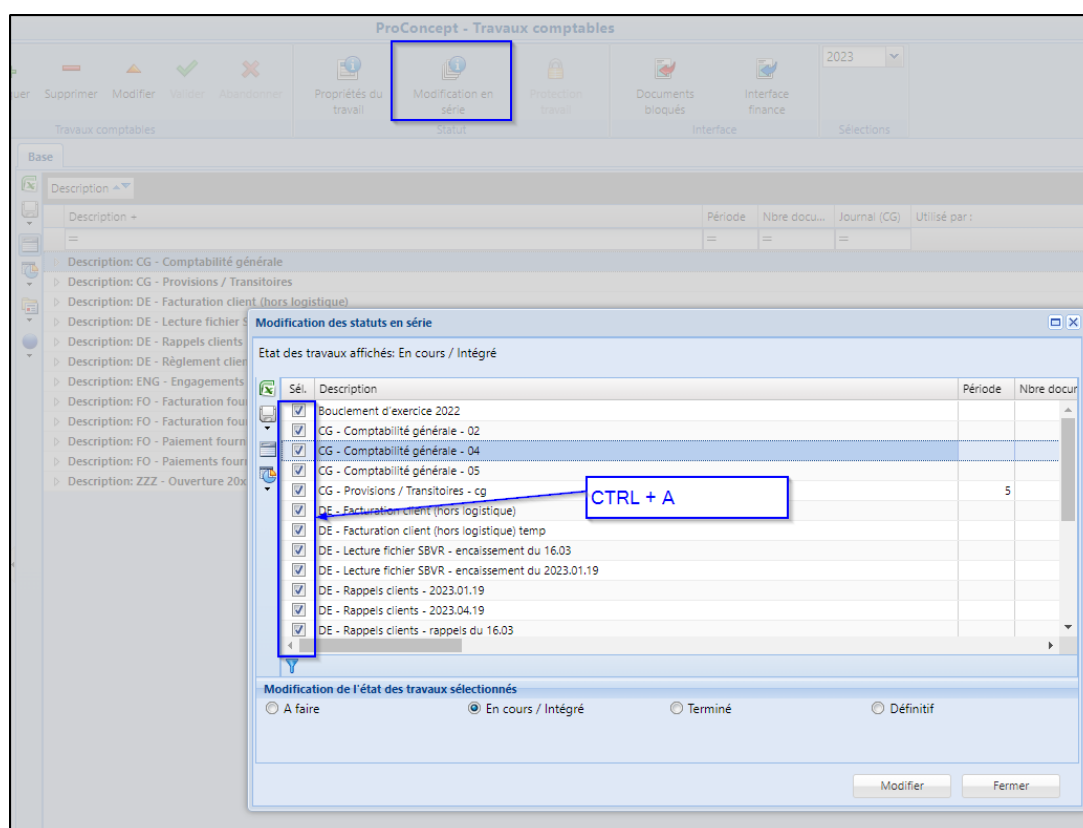 ProConcept - Travaux comptables
uer Supprimer Modifier Valider Abandonner Propriétés du travail Modification en série Protection travail Documents bloqués Interface finance 2023
Travaux comptables Statut Interface Sélections
Base
Description
Description + Période Nbre docu... Journal (CG) Utilisé par :
= = = =
Description: CG - Comptabilité générale
Description: CG - Provisions / Transitoires
Description: DE - Facturation client (hors logistique)
Description: DE - Lecture fichier S
Description: DE - Rappels clients
Description: DE - Règlement clien
Description: ENG - Engagements
Description: FO - Facturation fou
Description: FO - Facturation fou
Description: FO - Paiement fourn
Description: FO - Paiements fourn
Description: ZZZ - Ouverture 20x
Modification des statuts en série
Etat des travaux affichés: En cours / Intégré
Sél. Description Période Nbre docur
Bouclement d'exercice 2022
CG - Comptabilité générale - 02
CG - Comptabilité générale - 04
CG - Comptabilité générale - 05
CG - Provisions / Transitoires - cg 5
CTRL + A
DE - Facturation client (hors logistique)
DE - Facturation client (hors logistique) temp
DE - Lecture fichier SBVR - encaissement du 16.03
DE - Lecture fichier SBVR - encaissement du 2023.01.19
DE - Rappels clients - 2023.01.19
DE - Rappels clients - 2023.04.19
DE - Rappels clients - rappels du 16.03
Modification de l'état des travaux sélectionnés
A faire En cours / Intégré Terminé Définitif
Modifier Fermer